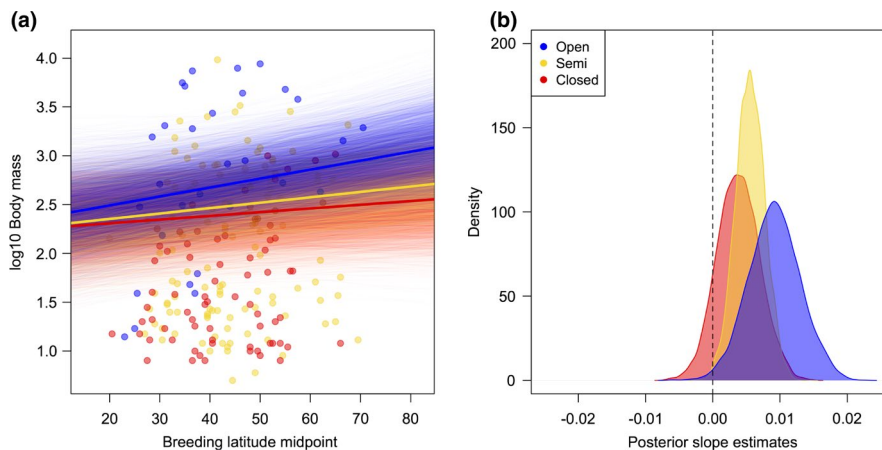 (a)
log10 Body mass
4.0
3.5
3.0
2.5
2.0
1.5
1.0
20 30 40 50 60 70 80
Breeding latitude midpoint
(b)
Density
200
150
100
50
0
Open
Semi
Closed
-0.02 -0.01 0.00 0.01 0.02
Posterior slope estimates